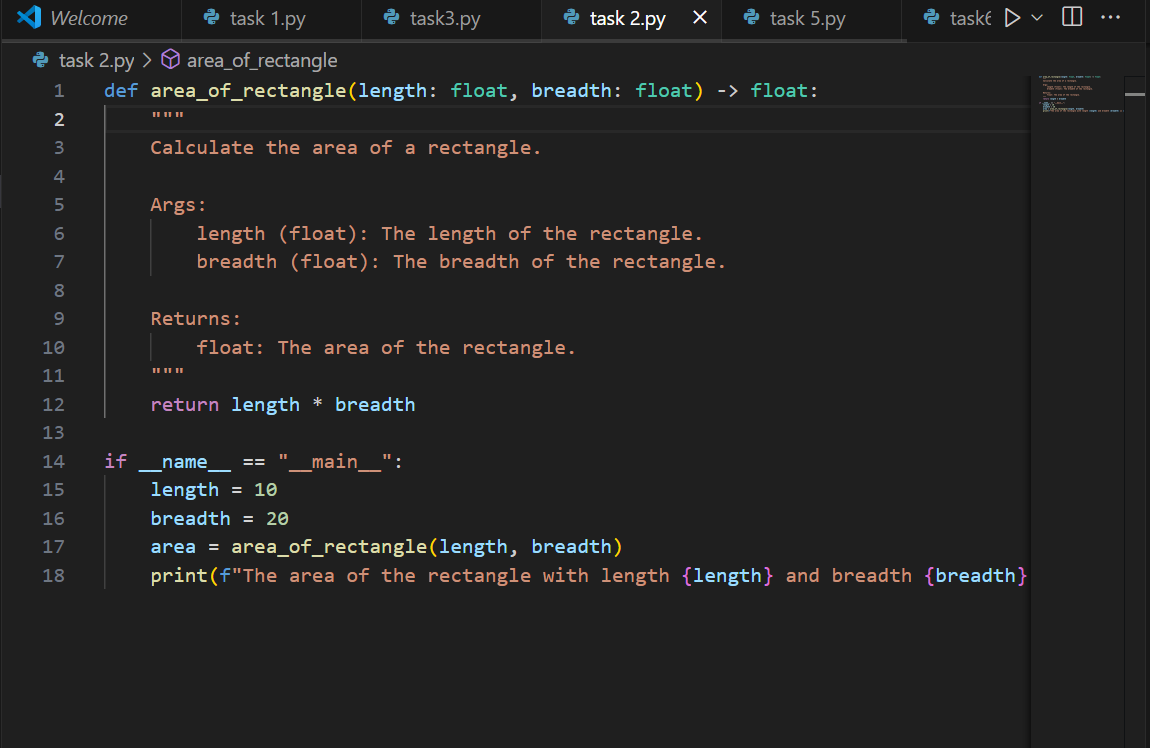 Welcome
task 1.py
task3.py
task 2.py
task 5.py
task6
task 2.py > area_of_rectangle
1 def area_of_rectangle(length: float, breadth: float) -> float:
2     """
3     Calculate the area of a rectangle.
4
5     Args:
6         length (float): The length of the rectangle.
7         breadth (float): The breadth of the rectangle.
8
9     Returns:
10         float: The area of the rectangle.
11     """
12     return length * breadth
13
14 if __name__ == "__main__":
15     length = 10
16     breadth = 20
17     area = area_of_rectangle(length, breadth)
18     print(f"The area of the rectangle with length {length} and breadth {breadth}